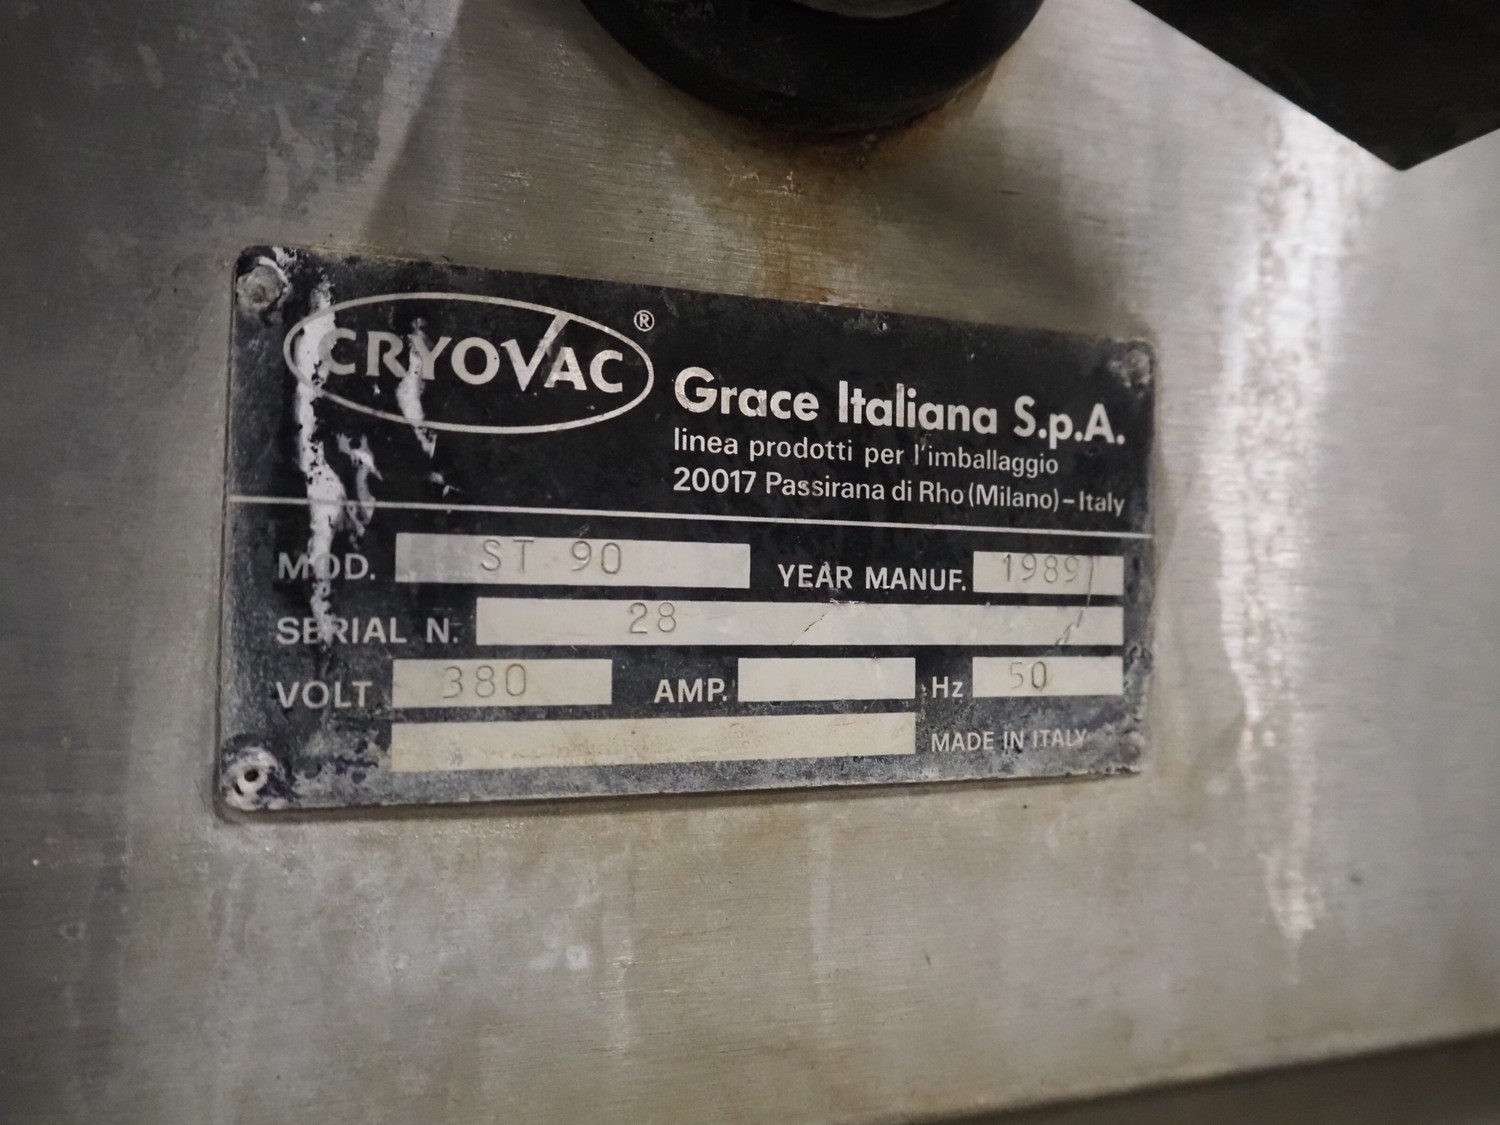 CRYOVAC®
Grace Italiana S.p.A.
linea prodotti per l'imballaggio
20017 Passirana di Rho (Milano) – Italy
MOD. ST 90 YEAR MANUF. 1989
SERIAL N. 28
VOLT 380 AMP. Hz 50
MADE IN ITALY